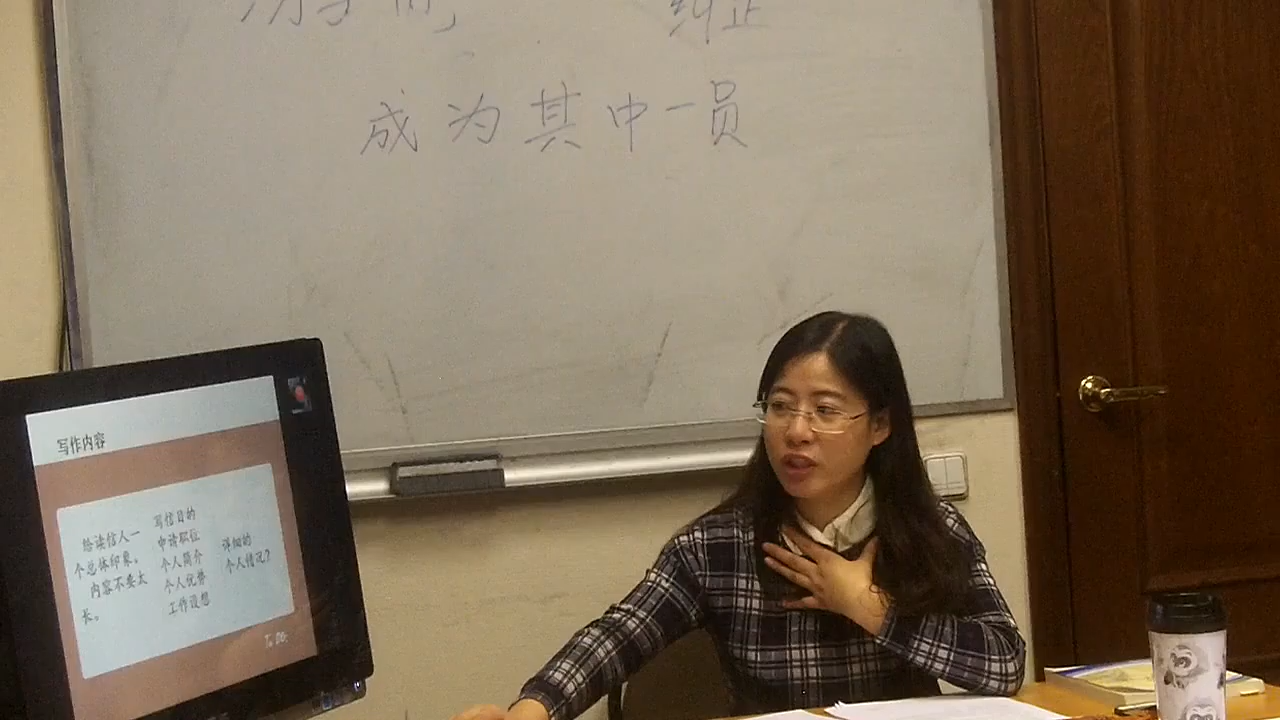 纠正
成为其中一员
写作内容
给读信人一
个总体印象。
内容不要太
长。
写信目的
申请职位
个人简介
个人优势
工作设想
详细的
个人情况?